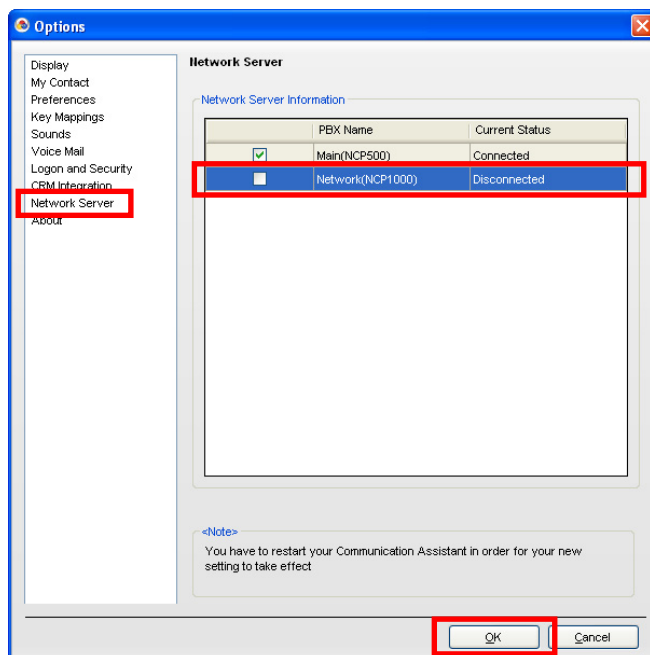 Options
Display
My Contact
Preferences
Key Mappings
Sounds
Voice Mail
Logon and Security
CRM Integration
Network Server
About
Network Server
Network Server Information
PBX Name Current Status
Main(NCP500) Connected
Network(NCP1000) Disconnected
<Note>
You have to restart your Communication Assistant in order for your new
setting to take effect
OK Cancel